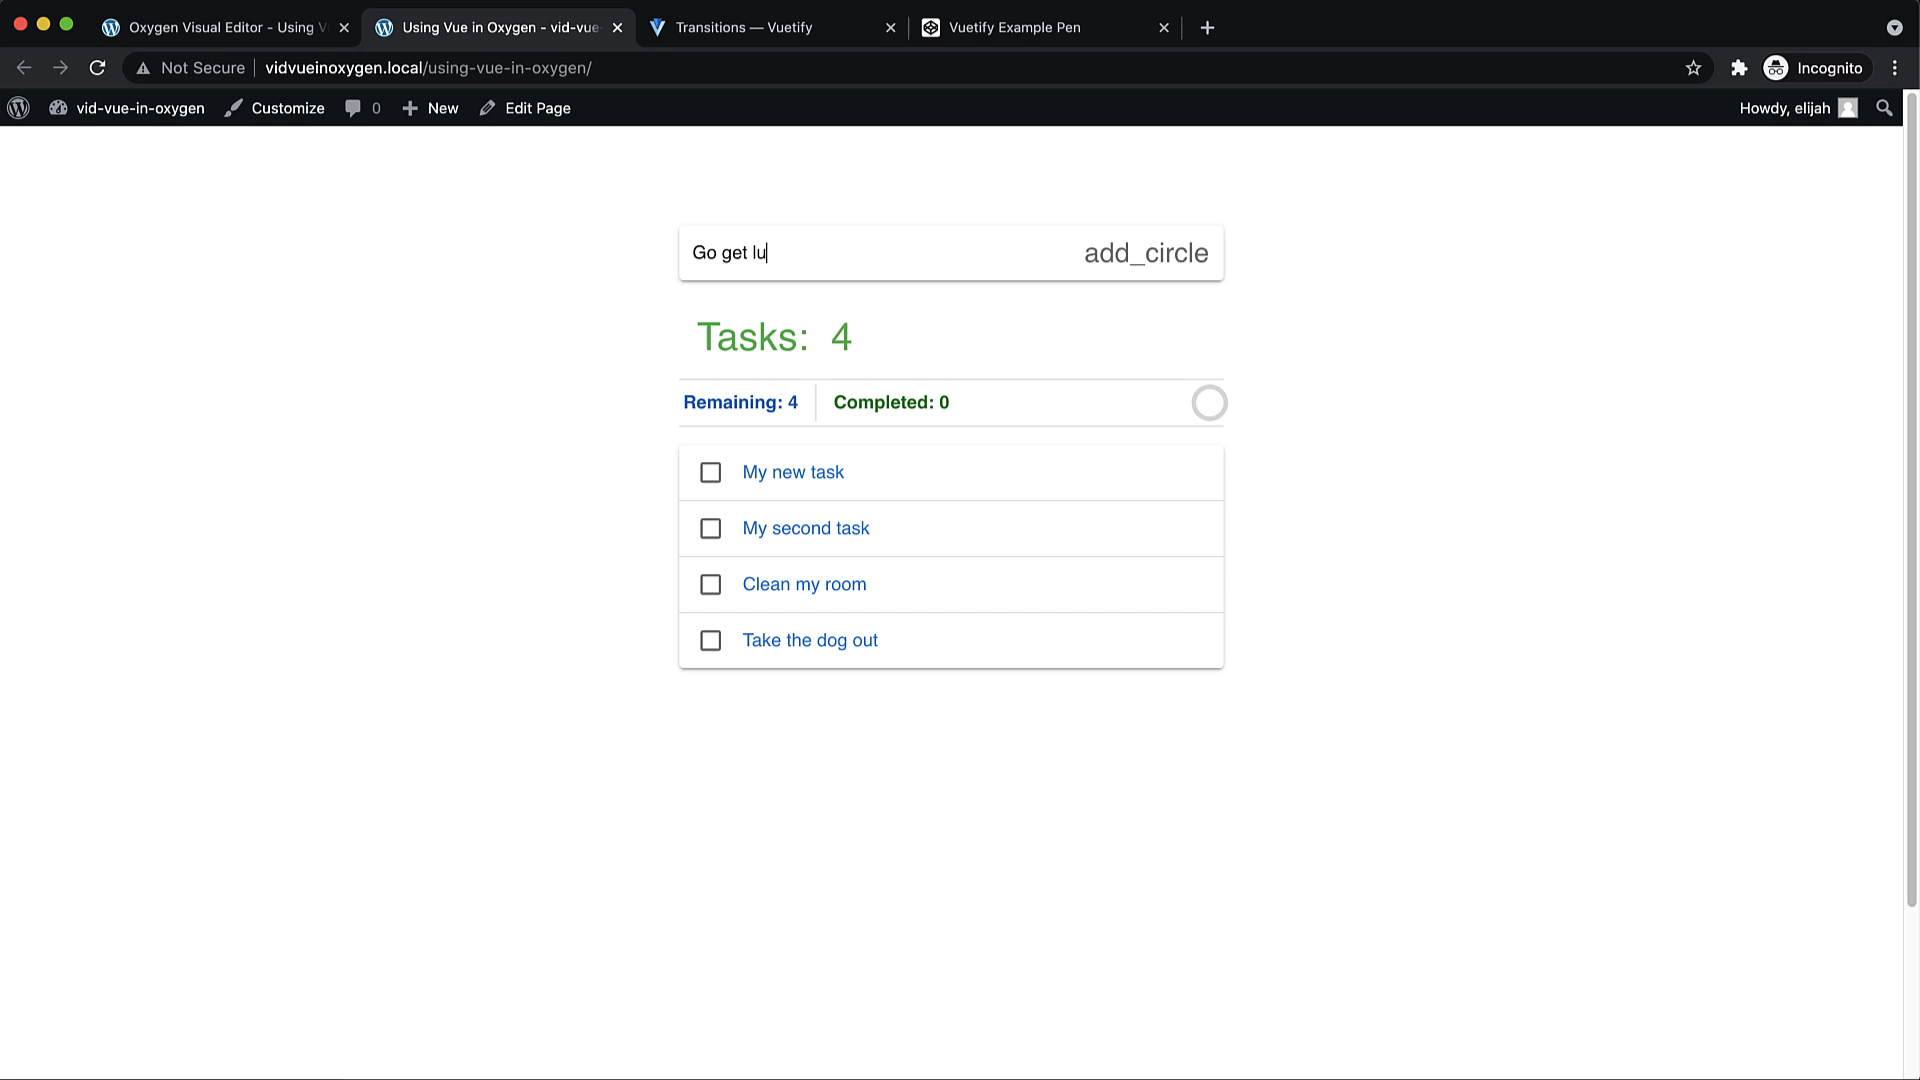 Oxygen Visual Editor - Using V
Using Vue in Oxygen - vid-vue
Transitions — Vuetify
Vuetify Example Pen
Not Secure
vidvueinoxygen.local/using-vue-in-oxygen/
Incognito
vid-vue-in-oxygen
Customize
0
New
Edit Page
Howdy, elijah
Go get lu
add_circle
Tasks: 4
Remaining: 4
Completed: 0
My new task
My second task
Clean my room
Take the dog out